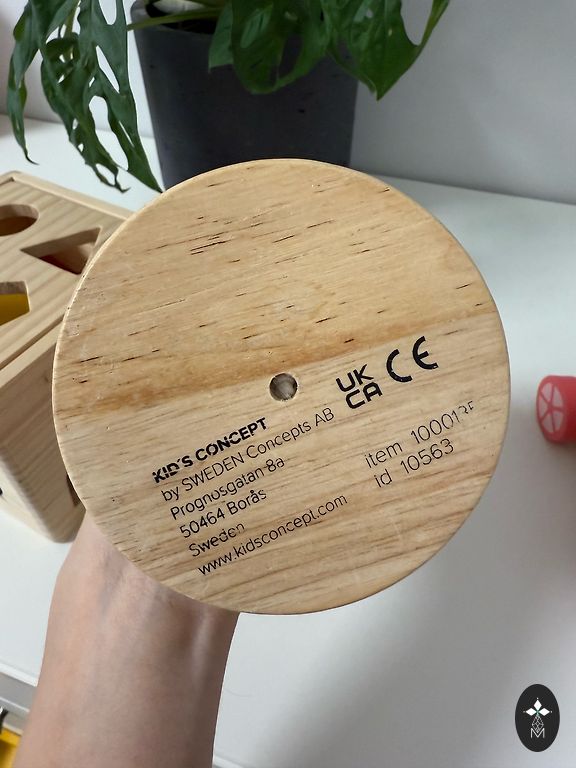 UK
CA CE
KID'S CONCEPT
by SWEDEN Concepts AB
Prognosgatan 8a
50464 Borås
Sweden
www.kidsconcept.com
item 1000135
id 10563
M